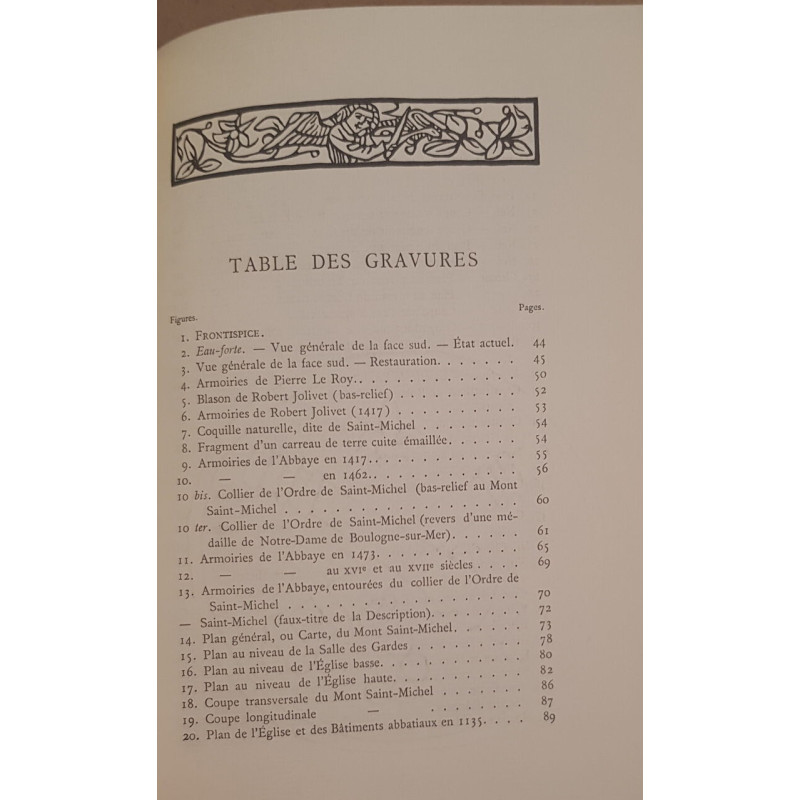 TABLE DES GRAVURES
Figures. Pages.
1. FRONTISPICE.
2. Eau-forte. — Vue générale de la face sud. — État actuel. 44
3. Vue générale de la face sud. — Restauration. . . . . . . 45
4. Armoiries de Pierre Le Roy. . . . . . . . . . . . . . 50
5. Blason de Robert Jolivet (bas-relief) . . . . . . . . . . 52
6. Armoiries de Robert Jolivet (1417) . . . . . . . . . . 53
7. Coquille naturelle, dite de Saint-Michel . . . . . . . . 54
8. Fragment d'un carreau de terre cuite émaillée. . . . . . 54
9. Armoiries de l'Abbaye en 1417. . . . . . . . . . . . . 55
10. — — en 1462. . . . . . . . . . . . . 56
10 bis. Collier de l'Ordre de Saint-Michel (bas-relief au Mont
Saint-Michel . . . . . . . . . . . . . . . . . . . 60
10 ter. Collier de l'Ordre de Saint-Michel (revers d'une mé-
daille de Notre-Dame de Boulogne-sur-Mer). . . . . . 61
11. Armoiries de l'Abbaye en 1473. . . . . . . . . . . . 65
12. — — au XVIe et au XVIIe siècles . . . . 69
13. Armoiries de l'Abbaye, entourées du collier de l'Ordre de
Saint-Michel . . . . . . . . . . . . . . . . . . . 70
— Saint-Michel (faux-titre de la Description). . . . . . . 72
14. Plan général, ou Carte, du Mont Saint-Michel. . . . . . 73
15. Plan au niveau de la Salle des Gardes . . . . . . . . . 78
16. Plan au niveau de l'Église basse. . . . . . . . . . . . 80
17. Plan au niveau de l'Église haute. . . . . . . . . . . . 82
18. Coupe transversale du Mont Saint-Michel . . . . . . . 86
19. Coupe longitudinale — . . . . . . . . 87
20. Plan de l'Église et des Bâtiments abbatiaux en 1135. . . . 89